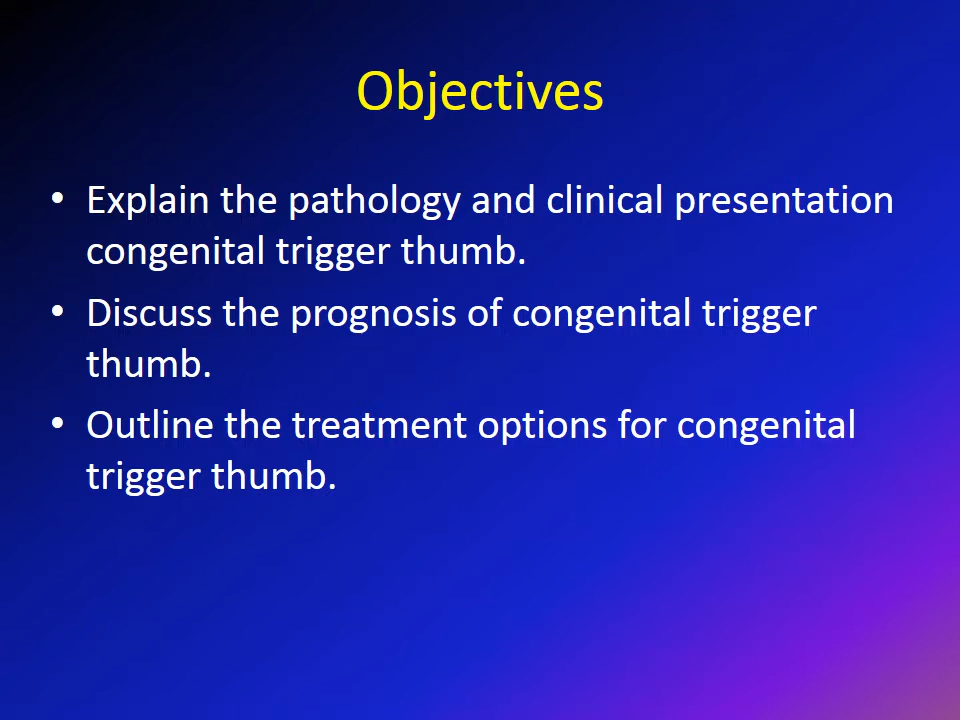 Objectives
• Explain the pathology and clinical presentation
congenital trigger thumb.
• Discuss the prognosis of congenital trigger
thumb.
• Outline the treatment options for congenital
trigger thumb.